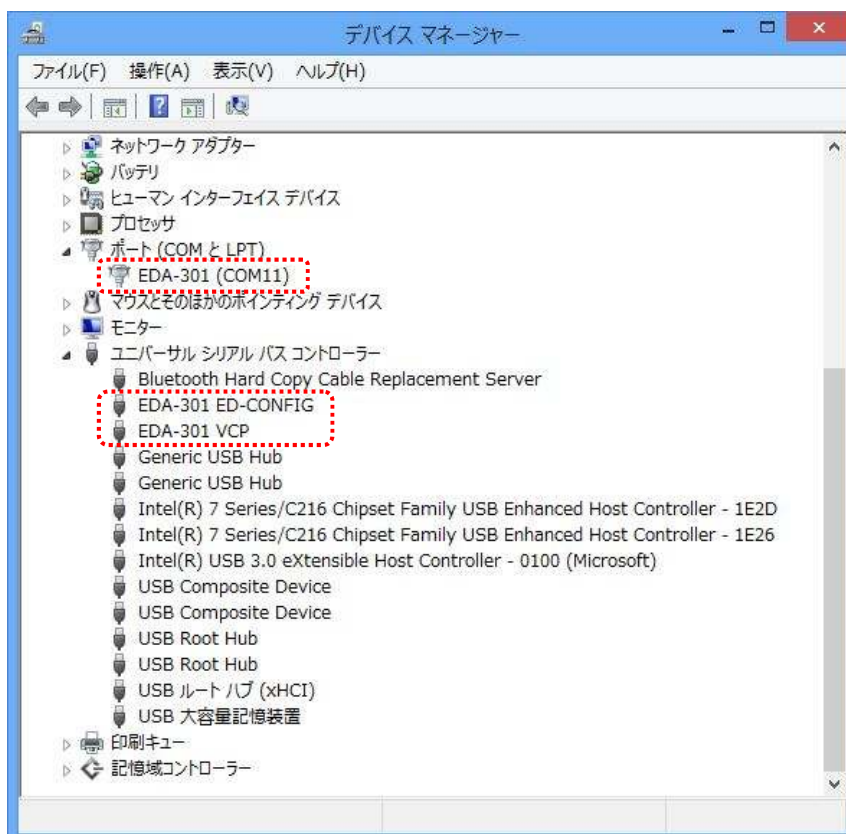 デバイス マネージャー
ファイル(F) 操作(A) 表示(V) ヘルプ(H)
ネットワーク アダプター
バッテリ
ヒューマン インターフェイス デバイス
プロセッサ
ポート (COM と LPT)
EDA-301 (COM11)
マウスとそのほかのポインティング デバイス
モニター
ユニバーサル シリアル バス コントローラー
Bluetooth Hard Copy Cable Replacement Server
EDA-301 ED-CONFIG
EDA-301 VCP
Generic USB Hub
Generic USB Hub
Intel(R) 7 Series/C216 Chipset Family USB Enhanced Host Controller - 1E2D
Intel(R) 7 Series/C216 Chipset Family USB Enhanced Host Controller - 1E26
Intel(R) USB 3.0 eXtensible Host Controller - 0100 (Microsoft)
USB Composite Device
USB Composite Device
USB Root Hub
USB Root Hub
USB ルート ハブ (xHCI)
USB 大容量記憶装置
印刷キュー
記憶域コントローラー